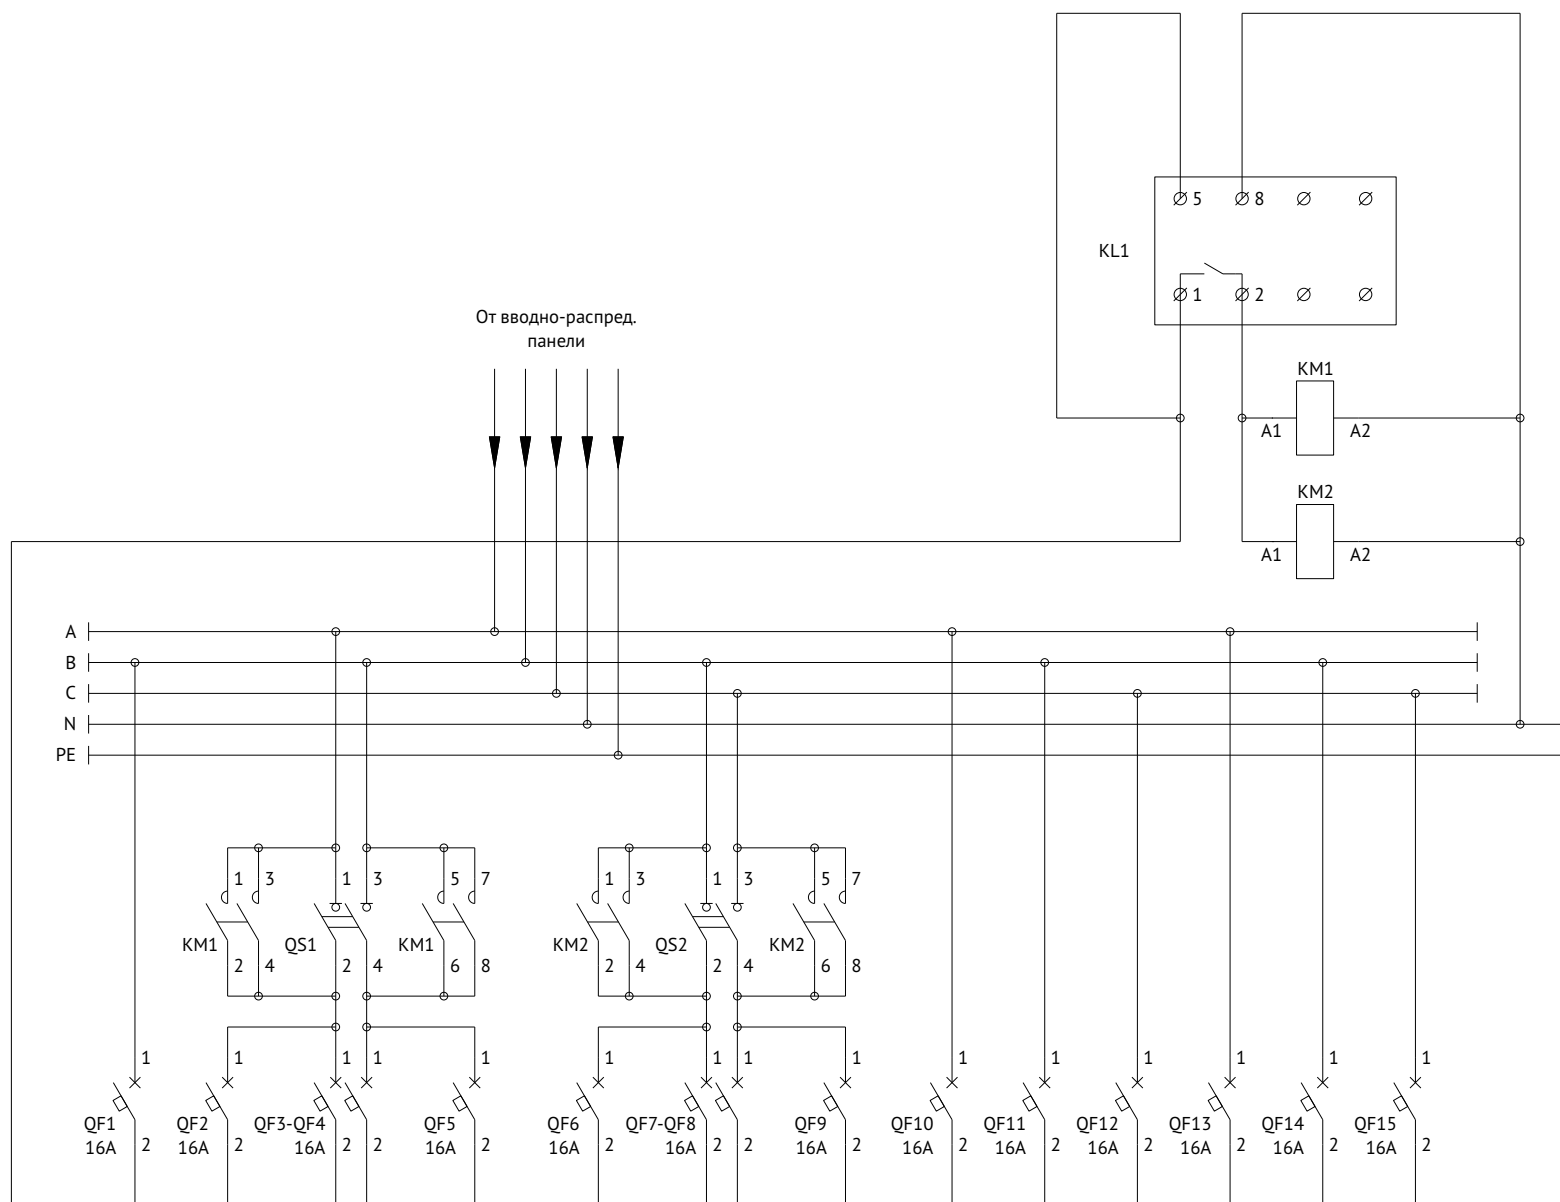 5 8
KL1
1 2
От вводно-распред.
панели
KM1
A1 A2
KM2
A1 A2
A
B
C
N
PE
1 3 1 3 5 7 1 3 1 3 5 7
KM1 QS1 KM1 KM2 QS2 KM2
2 4 2 4 6 8 2 4 2 4 6 8
1 1 1 1 1 1 1 1 1 1 1 1 1 1 1
QF1 QF2 QF3-QF4 QF5 QF6 QF7-QF8 QF9 QF10 QF11 QF12 QF13 QF14 QF15
16A 2 16A 2 16A 2 2 16A 2 16A 2 16A 2 2 16A 2 16A 2 16A 2 16A 2 16A 2 16A 2 16A 2